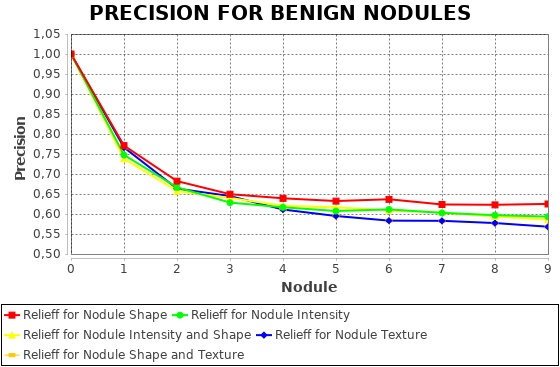 PRECISION FOR BENIGN NODULES
1,05
1,00
0,95
0,90
0,85
0,80
0,75
0,70
0,65
0,60
0,55
0,50
Precision
0 1 2 3 4 5 6 7 8 9
Nodule
Relieff for Nodule Shape Relieff for Nodule Intensity
Relieff for Nodule Intensity and Shape Relieff for Nodule Texture
Relieff for Nodule Shape and Texture